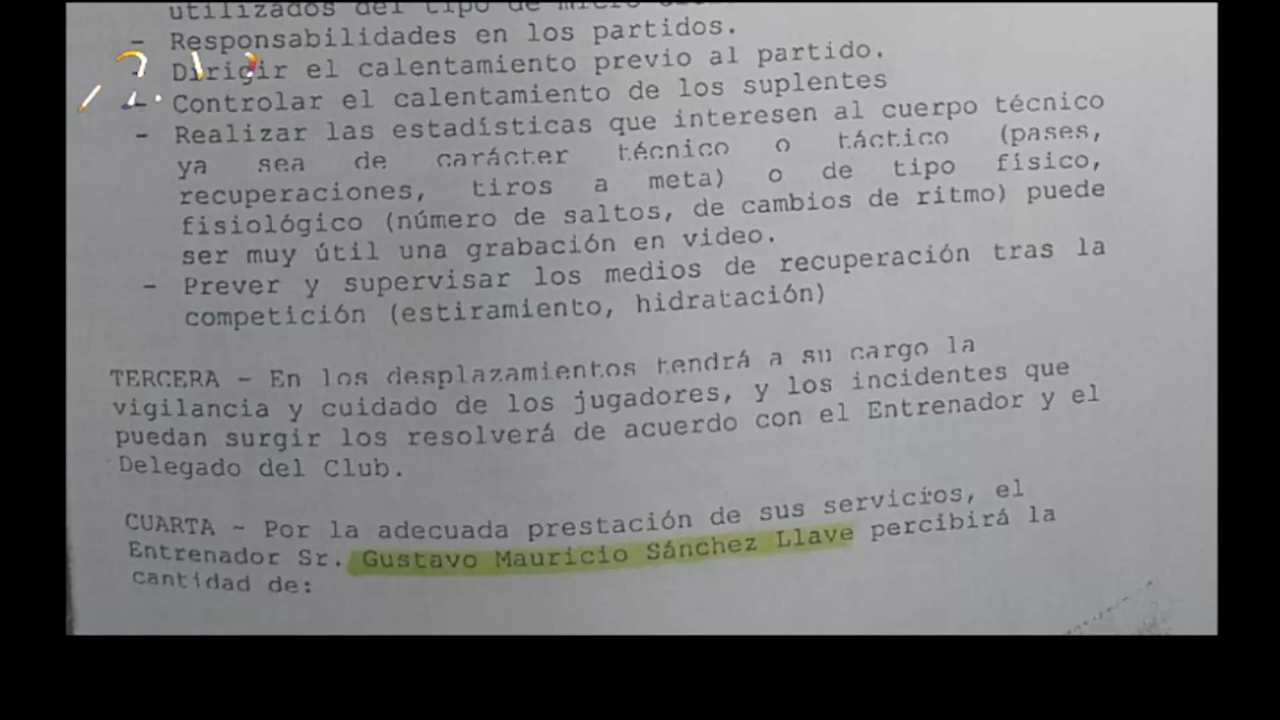 utilizados del tipo de micro
- Responsabilidades en los partidos.
- Dirigir el calentamiento previo al partido.
- Controlar el calentamiento de los suplentes
- Realizar las estadísticas que interesen al cuerpo técnico
ya sea de carácter técnico o táctico (pases,
recuperaciones, tiros a meta) o de tipo físico,
fisiológico (número de saltos, de cambios de ritmo) puede
ser muy útil una grabación en video.
- Prever y supervisar los medios de recuperación tras la
competición (estiramiento, hidratación)
TERCERA - En los desplazamientos tendrá a su cargo la
vigilancia y cuidado de los jugadores, y los incidentes que
puedan surgir los resolverá de acuerdo con el Entrenador y el
Delegado del Club.
CUARTA - Por la adecuada prestación de sus servicios, el
Entrenador Sr. Gustavo Mauricio Sánchez Llave percibirá la
cantidad de: